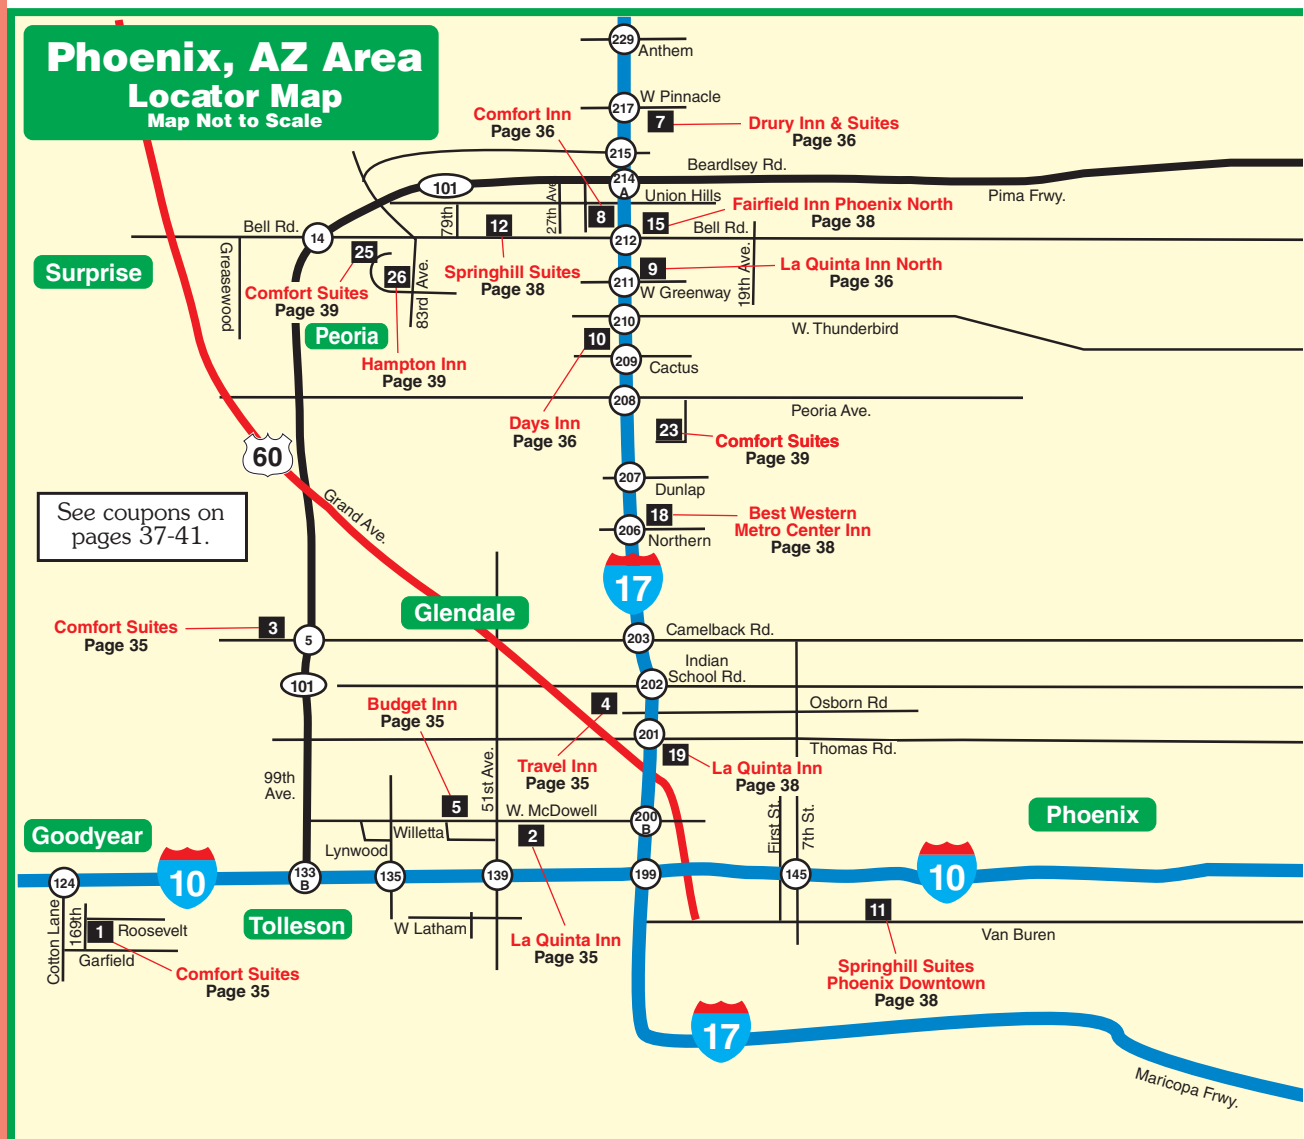 Phoenix, AZ Area
Locator Map
Map Not to Scale
229
Anthem
W Pinnacle
217
7
Drury Inn & Suites
Page 36
Comfort Inn
Page 36
215
Beardlsey Rd.
214
A
101
Union Hills
Pima Frwy.
27th Ave
79th
8
12
15
Fairfield Inn Phoenix North
Page 38
Bell Rd.
14
212
Bell Rd.
Surprise
Greasewood
25
26
Comfort Suites
Page 39
83rd Ave.
Springhill Suites
Page 38
9
La Quinta Inn North
Page 36
211
W Greenway
19th Ave.
Peoria
Hampton Inn
Page 39
210
W. Thunderbird
10
209
Cactus
208
Peoria Ave.
Days Inn
Page 36
23
Comfort Suites
Page 39
60
Grand Ave.
207
Dunlap
See coupons on
pages 37-41.
18
Best Western
Metro Center Inn
Page 38
206
Northern
17
Glendale
Comfort Suites
Page 35
3
5
203
Camelback Rd.
101
202
Indian
School Rd.
Budget Inn
Page 35
4
Osborn Rd
201
Thomas Rd.
Travel Inn
Page 35
19
La Quinta Inn
Page 38
99th
Ave.
51st Ave.
5
W. McDowell
200
B
First St.
7th St.
Phoenix
Goodyear
Willetta
Lynwood
2
124
10
133
B
135
139
199
145
10
Cotton Lane
169th
1
Roosevelt
Garfield
Tolleson
W Latham
11
Van Buren
Comfort Suites
Page 35
La Quinta Inn
Page 35
Springhill Suites
Phoenix Downtown
Page 38
17
Maricopa Frwy.